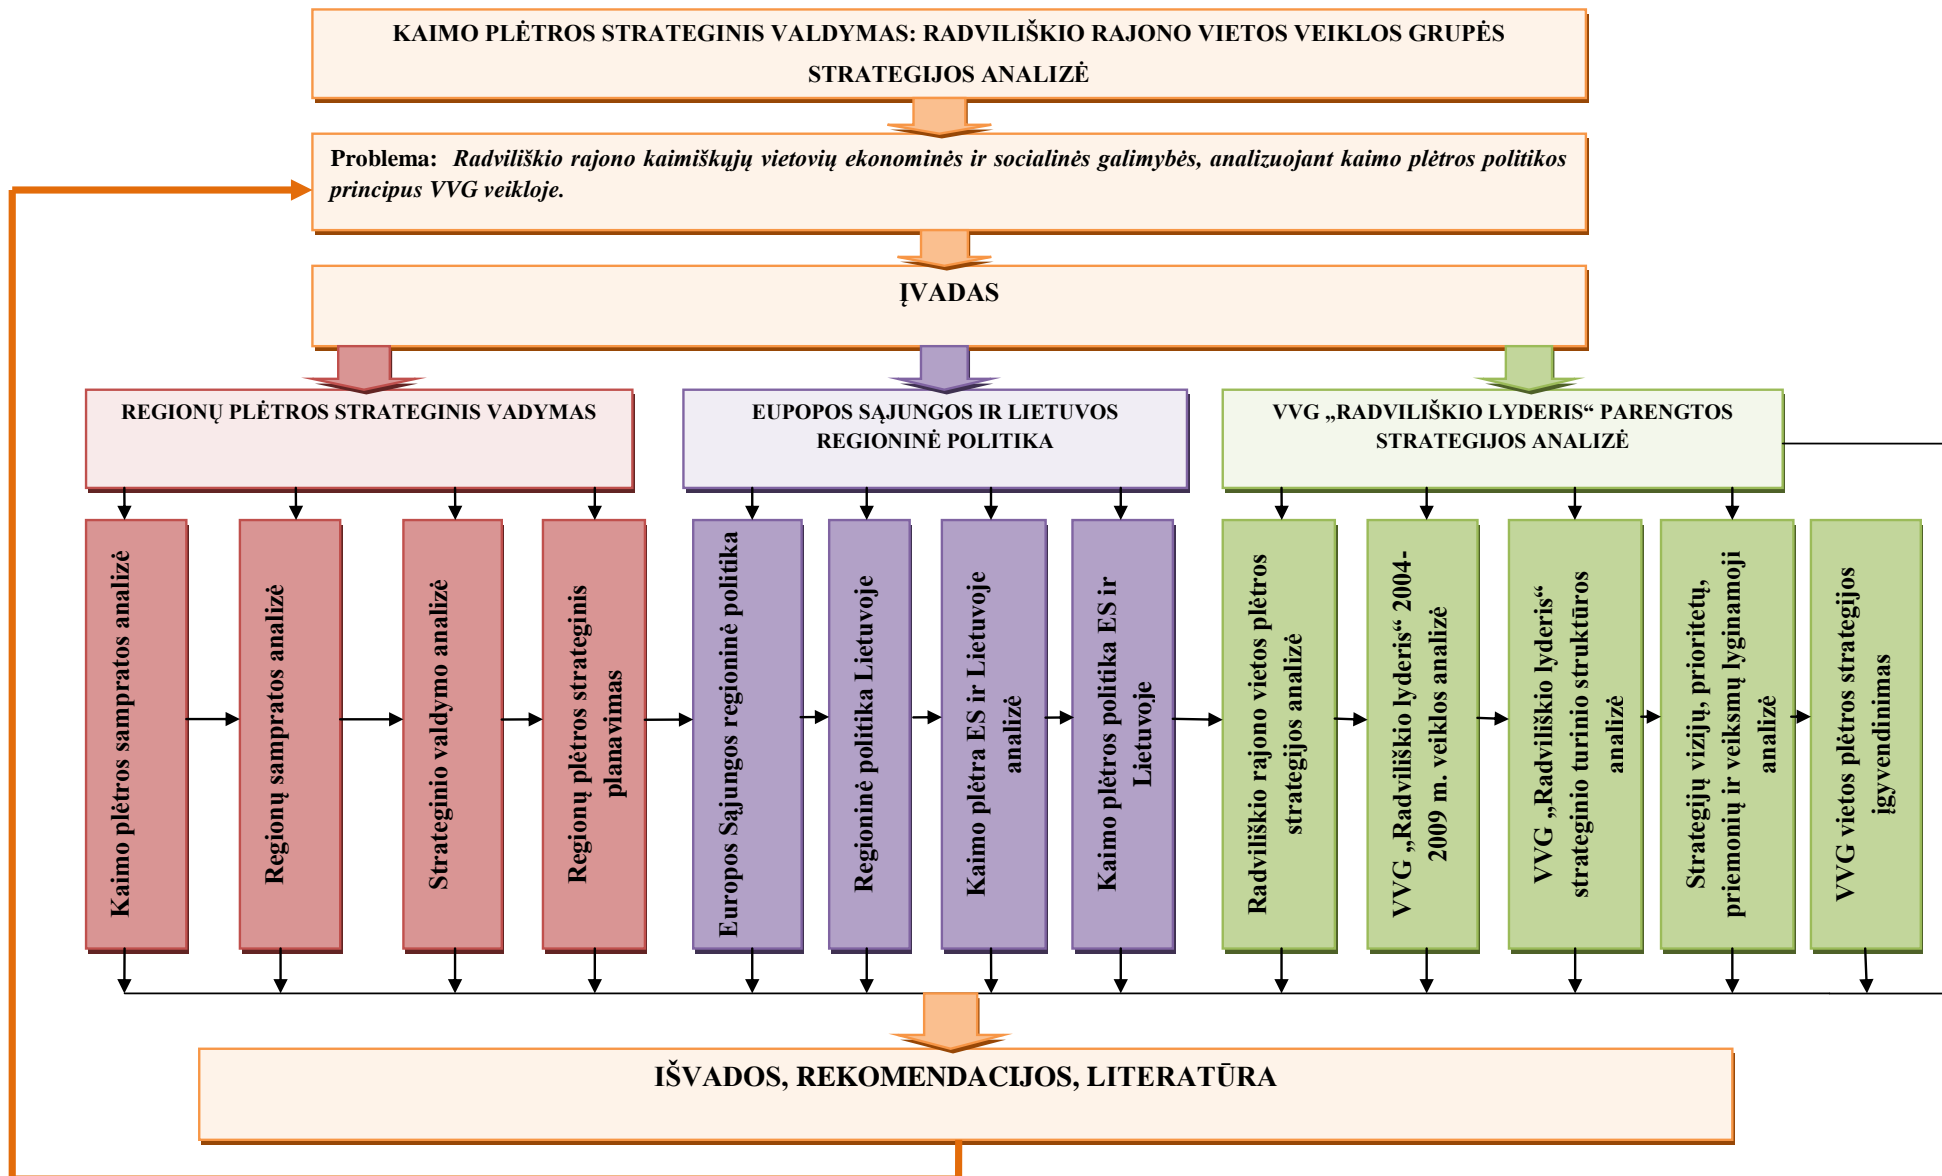 KAIMO PLĖTROS STRATEGINIS VALDYMAS: RADVILIŠKIO RAJONO VIETOS VEIKLOS GRUPĖS
STRATEGIJOS ANALIZĖ
Problema: Radviliškio rajono kaimiškųjų vietovių ekonominės ir socialinės galimybės, analizuojant kaimo plėtros politikos
principus VVG veikloje.
ĮVADAS
REGIONŲ PLĖTROS STRATEGINIS VADYMAS
EUPOPOS SĄJUNGOS IR LIETUVOS
REGIONINĖ POLITIKA
VVG „RADVILIŠKIO LYDERIS“ PARENGTOS
STRATEGIJOS ANALIZĖ
Kaimo plėtros sampratos analizė
Regionų sampratos analizė
Strateginio valdymo analizė
Regionų plėtros strateginis
planavimas
Europos Sąjungos regioninė politika
Regioninė politika Lietuvoje
Kaimo plėtra ES ir Lietuvoje
analizė
Kaimo plėtros politika ES ir
Lietuvoje
Radviliškio rajono vietos plėtros
strategijos analizė
VVG „Radviliškio lyderis“ 2004-
2009 m. veiklos analizė
VVG „Radviliškio lyderis“
strateginio turinio struktūros
analizė
Strategijų vizijų, prioritetų,
priemonių ir veiksmų lyginamoji
analizė
VVG vietos plėtros strategijos
įgyvendinimas
IŠVADOS, REKOMENDACIJOS, LITERATŪRA